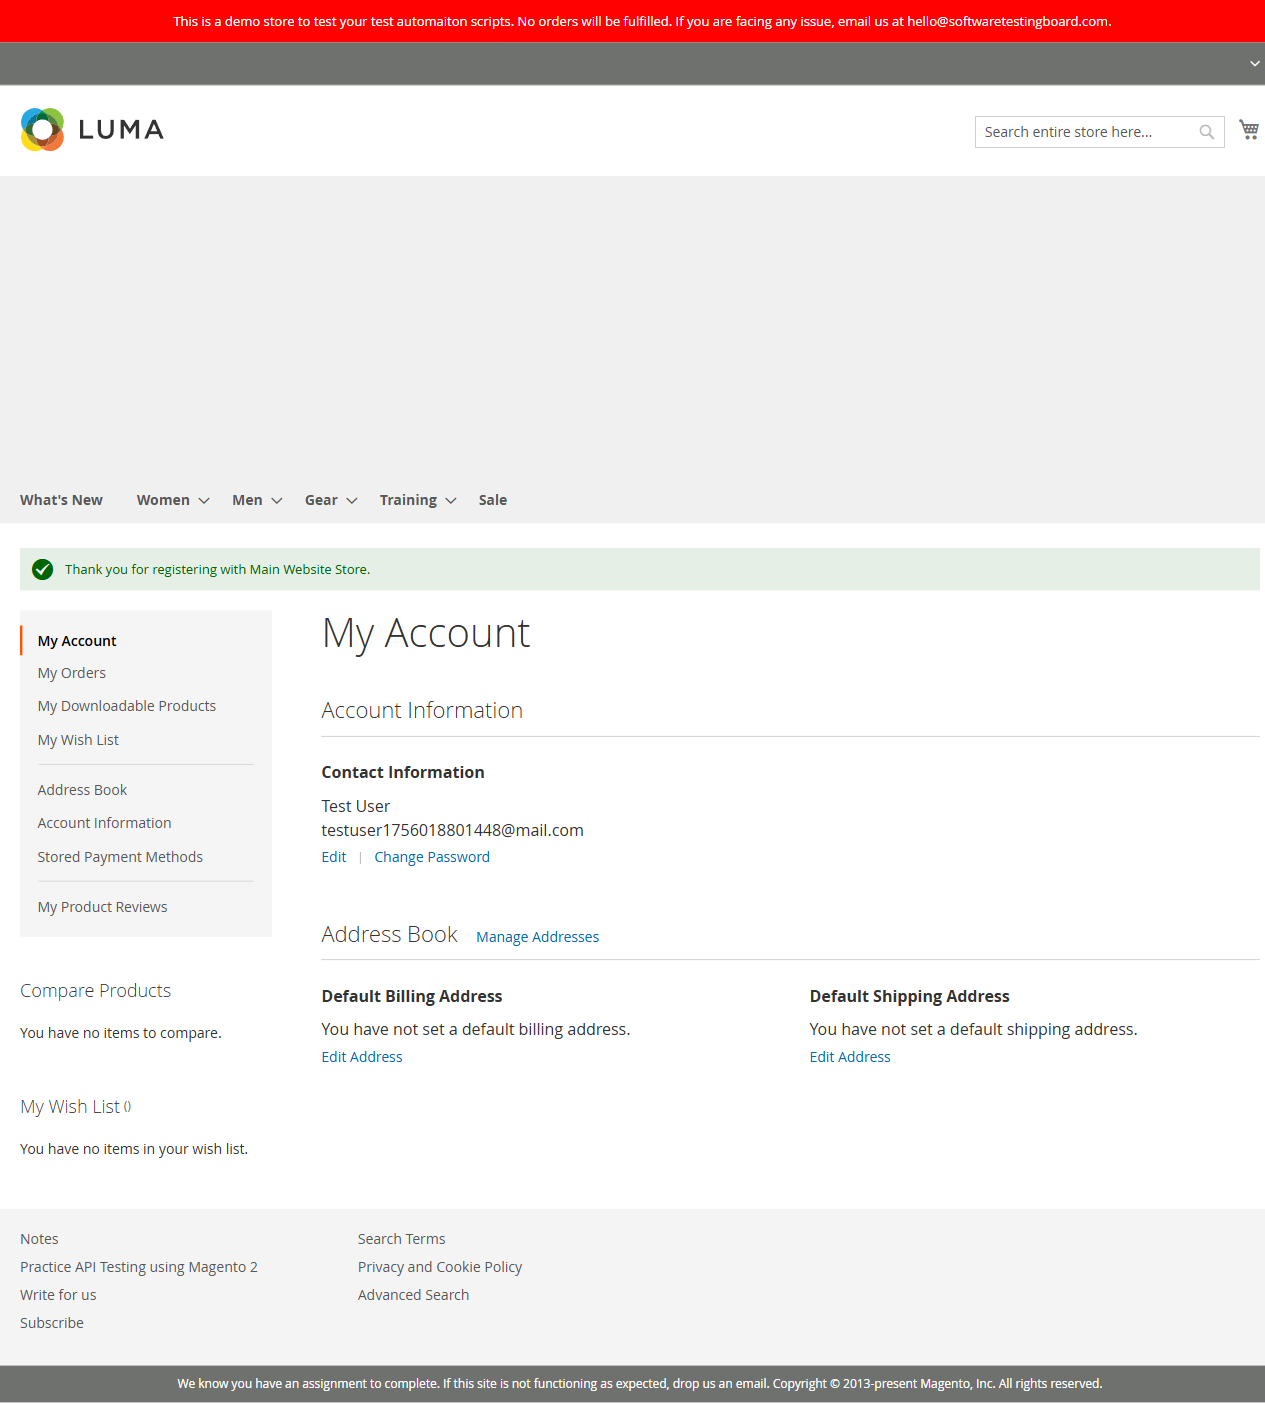 This is a demo store to test your test automaiton scripts. No orders will be fulfilled. If you are facing any issue, email us at hello@softwaretestingboard.com.
LUMA
Search entire store here...
What's New Women Men Gear Training Sale
Thank you for registering with Main Website Store.
My Account
My Orders
My Downloadable Products
My Wish List
Address Book
Account Information
Stored Payment Methods
My Product Reviews
My Account
Account Information
Contact Information
Test User
testuser1756018801448@mail.com
Edit | Change Password
Address Book Manage Addresses
Default Billing Address
You have not set a default billing address.
Edit Address
Default Shipping Address
You have not set a default shipping address.
Edit Address
Compare Products
You have no items to compare.
My Wish List ()
You have no items in your wish list.
Notes
Practice API Testing using Magento 2
Write for us
Subscribe
Search Terms
Privacy and Cookie Policy
Advanced Search
We know you have an assignment to complete. If this site is not functioning as expected, drop us an email. Copyright © 2013-present Magento, Inc. All rights reserved.